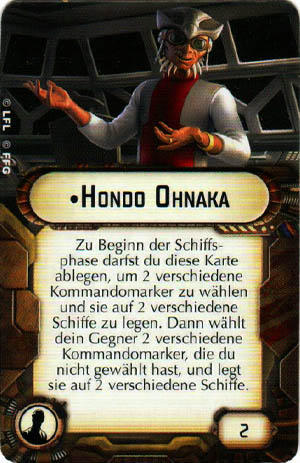 © LFL © FFG
•Hondo Ohnaka
Zu Beginn der Schiffs-
phase darfst du diese Karte
ablegen, um 2 verschiedene
Kommandomarker zu wählen
und sie auf 2 verschiedene
Schiffe zu legen. Dann wählt
dein Gegner 2 verschiedene
Kommandomarker, die du
nicht gewählt hast, und legt
sie auf 2 verschiedene Schiffe.
2